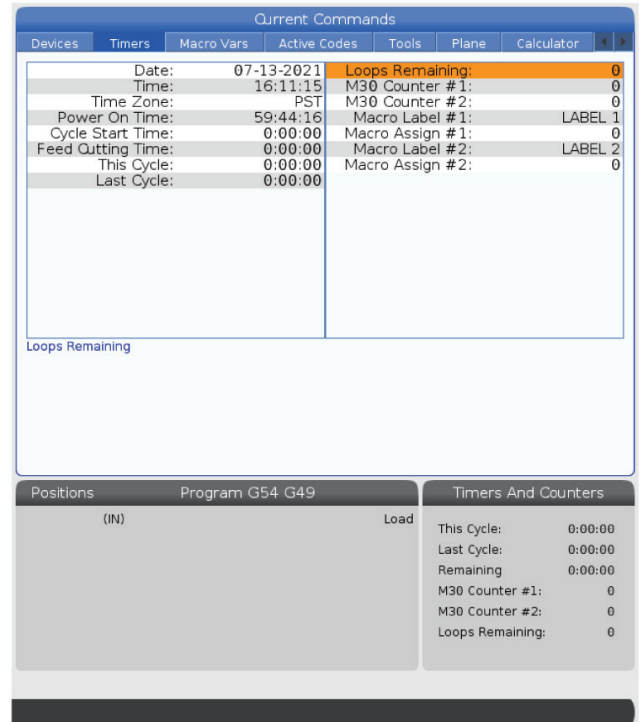 Current Commands
Devices Timers Macro Vars Active Codes Tools Plane Calculator
Date: 07-13-2021
Time: 16:11:15
Time Zone: PST
Power On Time: 59:44:16
Cycle Start Time: 0:00:00
Feed Cutting Time: 0:00:00
This Cycle: 0:00:00
Last Cycle: 0:00:00
Loops Remaining: 0
M30 Counter #1: 0
M30 Counter #2: 0
Macro Label #1: LABEL 1
Macro Assign #1: 0
Macro Label #2: LABEL 2
Macro Assign #2: 0
Loops Remaining
Positions Program G54 G49
(IN) Load
Timers And Counters
This Cycle: 0:00:00
Last Cycle: 0:00:00
Remaining 0:00:00
M30 Counter #1: 0
M30 Counter #2: 0
Loops Remaining: 0